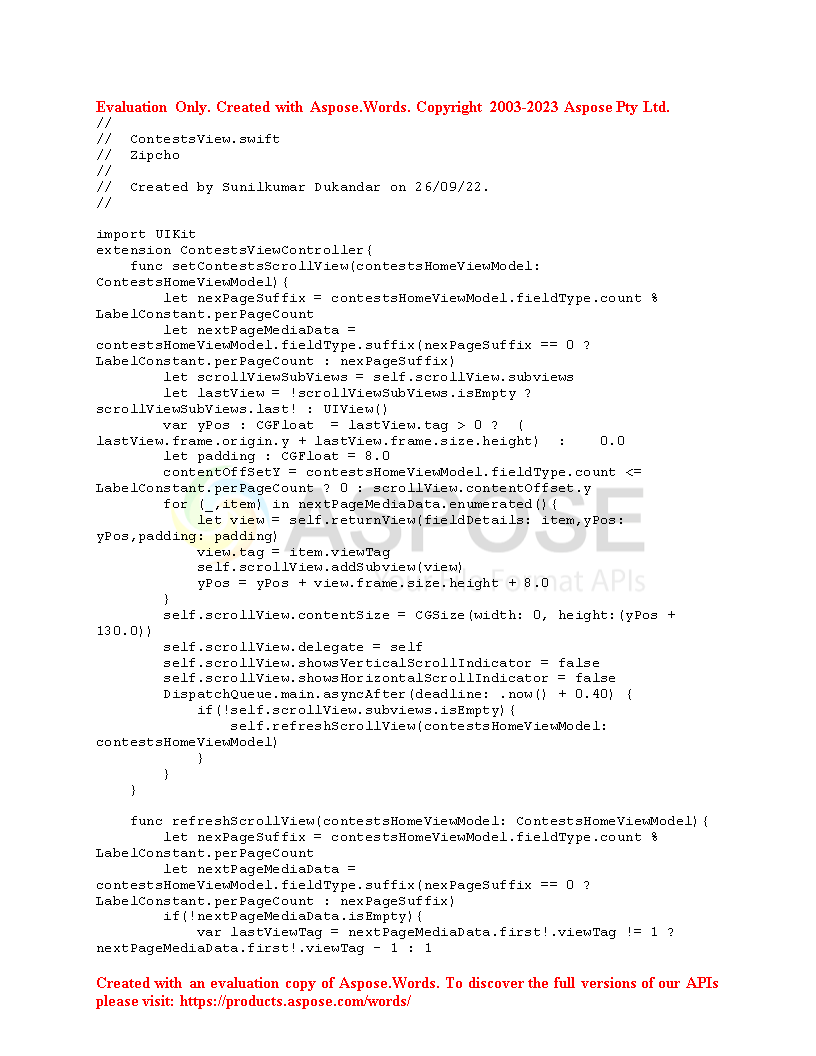 Evaluation Only. Created with Aspose.Words. Copyright 2003-2023 Aspose Pty Ltd.
//
//  ContestsView.swift
//  Zipcho
//
//  Created by Sunilkumar Dukandar on 26/09/22.
//
import UIKit
extension ContestsViewController{
    func setContestsScrollView(contestsHomeViewModel:
ContestsHomeViewModel){
        let nexPageSuffix = contestsHomeViewModel.fieldType.count %
LabelConstant.perPageCount
        let nextPageMediaData =
contestsHomeViewModel.fieldType.suffix(nexPageSuffix == 0 ?
LabelConstant.perPageCount : nexPageSuffix)
        let scrollViewSubViews = self.scrollView.subviews
        let lastView = !scrollViewSubViews.isEmpty ?
scrollViewSubViews.last! : UIView()
        var yPos : CGFloat  = lastView.tag > 0 ?  (
lastView.frame.origin.y + lastView.frame.size.height)  :    0.0
        let padding : CGFloat = 8.0
        contentOffSetY = contestsHomeViewModel.fieldType.count <=
LabelConstant.perPageCount ? 0 : scrollView.contentOffset.y
        for (_,item) in nextPageMediaData.enumerated(){
            let view = self.returnView(fieldDetails: item,yPos:
yPos,padding: padding)
            view.tag = item.viewTag
            self.scrollView.addSubview(view)
            yPos = yPos + view.frame.size.height + 8.0
        }
        self.scrollView.contentSize = CGSize(width: 0, height:(yPos +
130.0))
        self.scrollView.delegate = self
        self.scrollView.showsVerticalScrollIndicator = false
        self.scrollView.showsHorizontalScrollIndicator = false
        DispatchQueue.main.asyncAfter(deadline: .now() + 0.40) {
            if(!self.scrollView.subviews.isEmpty){
                self.refreshScrollView(contestsHomeViewModel:
contestsHomeViewModel)
            }
        }
    }
    func refreshScrollView(contestsHomeViewModel: ContestsHomeViewModel){
        let nexPageSuffix = contestsHomeViewModel.fieldType.count %
LabelConstant.perPageCount
        let nextPageMediaData =
contestsHomeViewModel.fieldType.suffix(nexPageSuffix == 0 ?
LabelConstant.perPageCount : nexPageSuffix)
        if(!nextPageMediaData.isEmpty){
            var lastViewTag = nextPageMediaData.first!.viewTag != 1 ?
nextPageMediaData.first!.viewTag - 1 : 1
ASPOSE
Your File Format APIs
Created with an evaluation copy of Aspose.Words. To discover the full versions of our APIs
please visit: https://products.aspose.com/words/